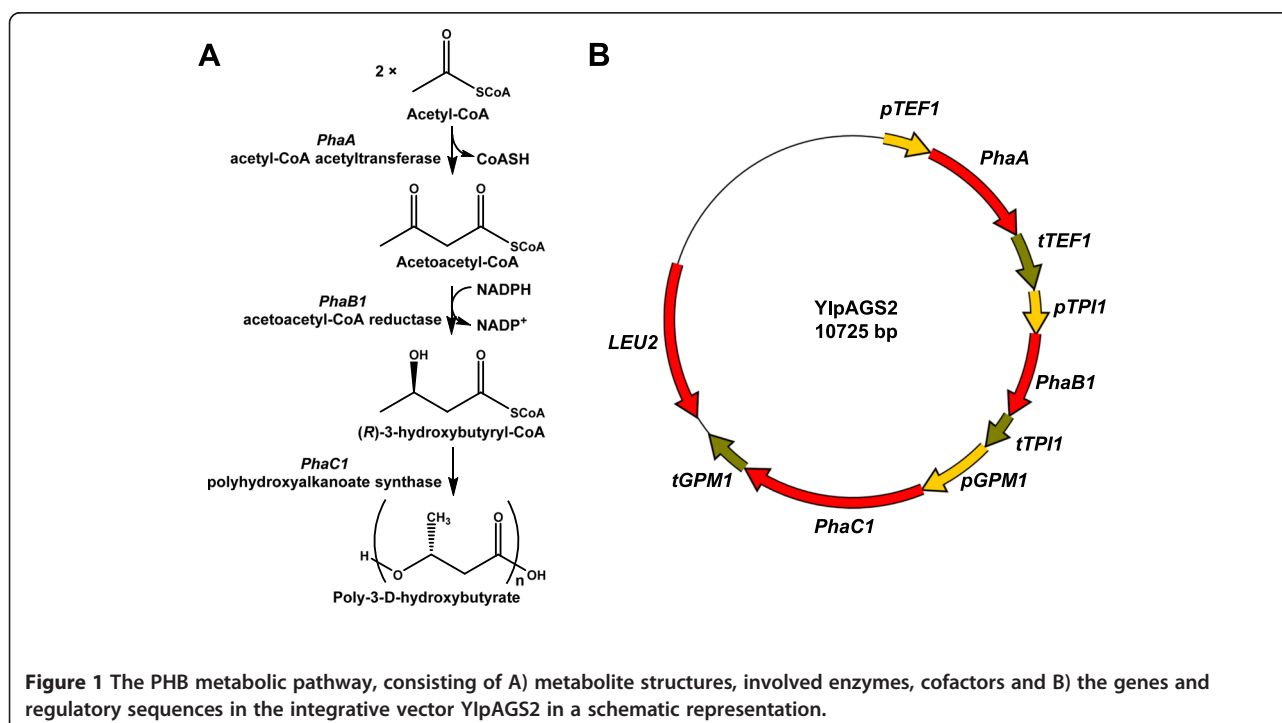 A
O
2 ×
SCoA
Acetyl-CoA
PhaA
acetyl-CoA acetyltransferase
CoASH
O
O
SCoA
Acetoacetyl-CoA
PhaB1
acetoacetyl-CoA reductase
NADPH
NADP+
OH
O
SCoA
(R)-3-hydroxybutyryl-CoA
PhaC1
polyhydroxyalkanoate synthase
CH3
O
H
O
n
OH
Poly-3-D-hydroxybutyrate
B
pTEF1
PhaA
tTEF1
pTPI1
PhaB1
tTPI1
pGPM1
PhaC1
tGPM1
LEU2
YIpAGS2
10725 bp
Figure 1 The PHB metabolic pathway, consisting of A) metabolite structures, involved enzymes, cofactors and B) the genes and
regulatory sequences in the integrative vector YIpAGS2 in a schematic representation.